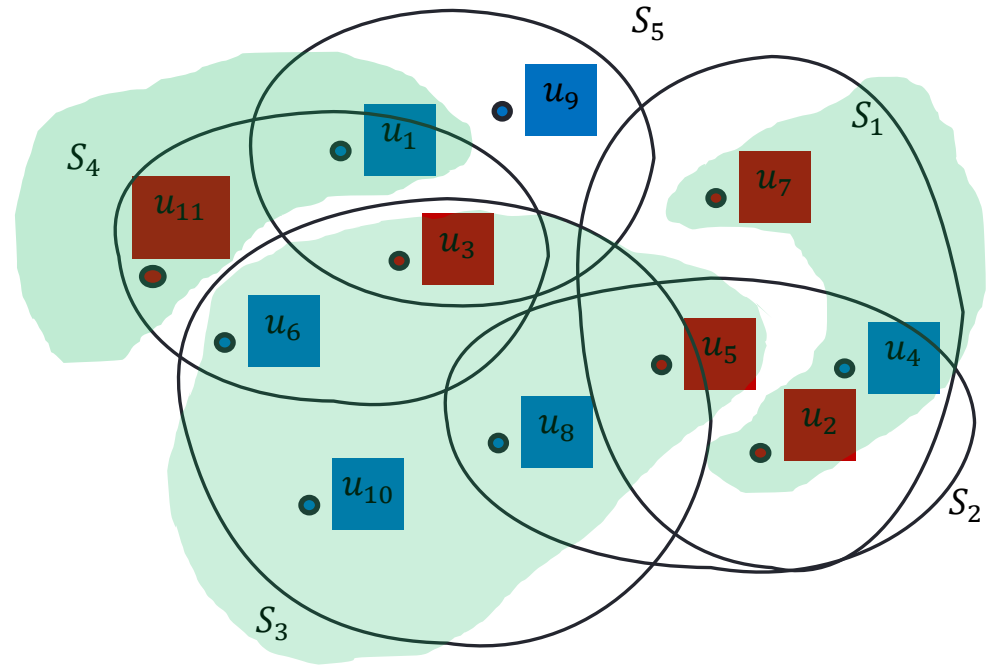 S₅
u₉
S₁
u₁
S₄
u₇
u₁₁
u₃
u₆
u₅
u₄
u₈
u₂
u₁₀
S₂
S₃